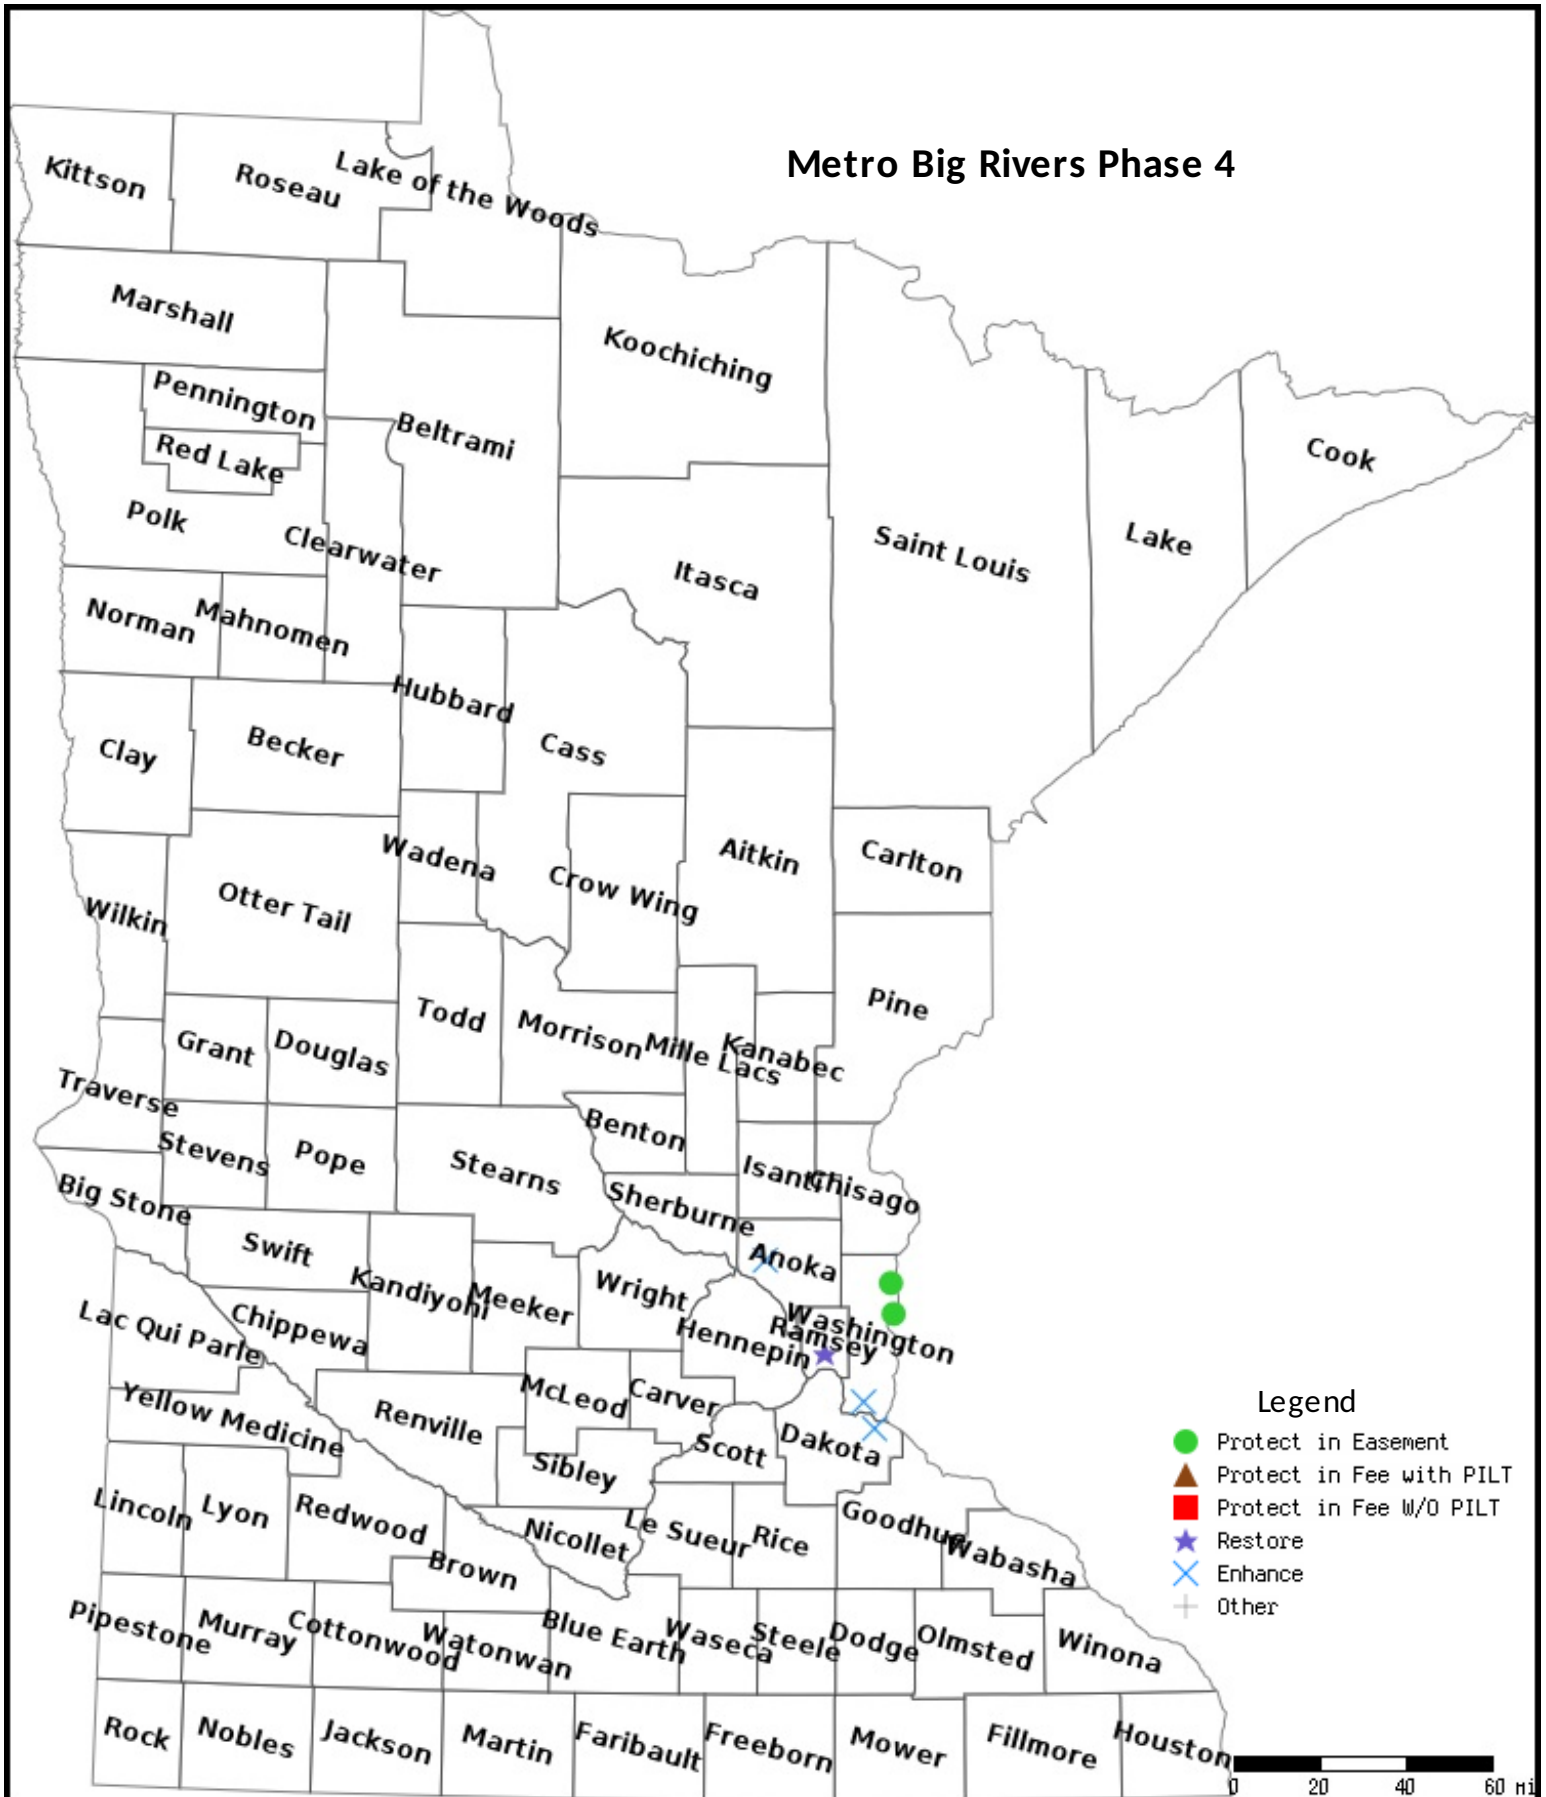 Metro Big Rivers Phase 4
Kittson
Roseau
Lake of the Woods
Marshall
Koochiching
Pennington
Beltrami
Red Lake
Cook
Polk
Clearwater
Saint Louis
Lake
Itasca
Norman
Mahnomen
Hubbard
Clay
Becker
Cass
Wadena
Aitkin
Carlton
Crow Wing
Otter Tail
Wilkin
Pine
Todd
Morrison
Mille Lacs
Kanabec
Grant
Douglas
Traverse
Benton
Stevens
Pope
Stearns
Isanti
Chisago
Big Stone
Sherburne
Swift
Anoka
Kandiyohi
Meeker
Wright
Lac Qui Parle
Chippewa
Hennepin
Ramsey
Washington
McLeod
Carver
Yellow Medicine
Renville
Scott
Dakota
Sibley
Legend
Protect in Easement
Protect in Fee with PILT
Protect in Fee W/O PILT
Restore
Enhance
Other
Lincoln
Lyon
Redwood
Nicollet
Le Sueur
Rice
Goodhue
Wabasha
Brown
Pipestone
Murray
Cottonwood
Watonwan
Blue Earth
Waseca
Steele
Dodge
Olmsted
Winona
Rock
Nobles
Jackson
Martin
Faribault
Freeborn
Mower
Fillmore
Houston
0 20 40 60 mi